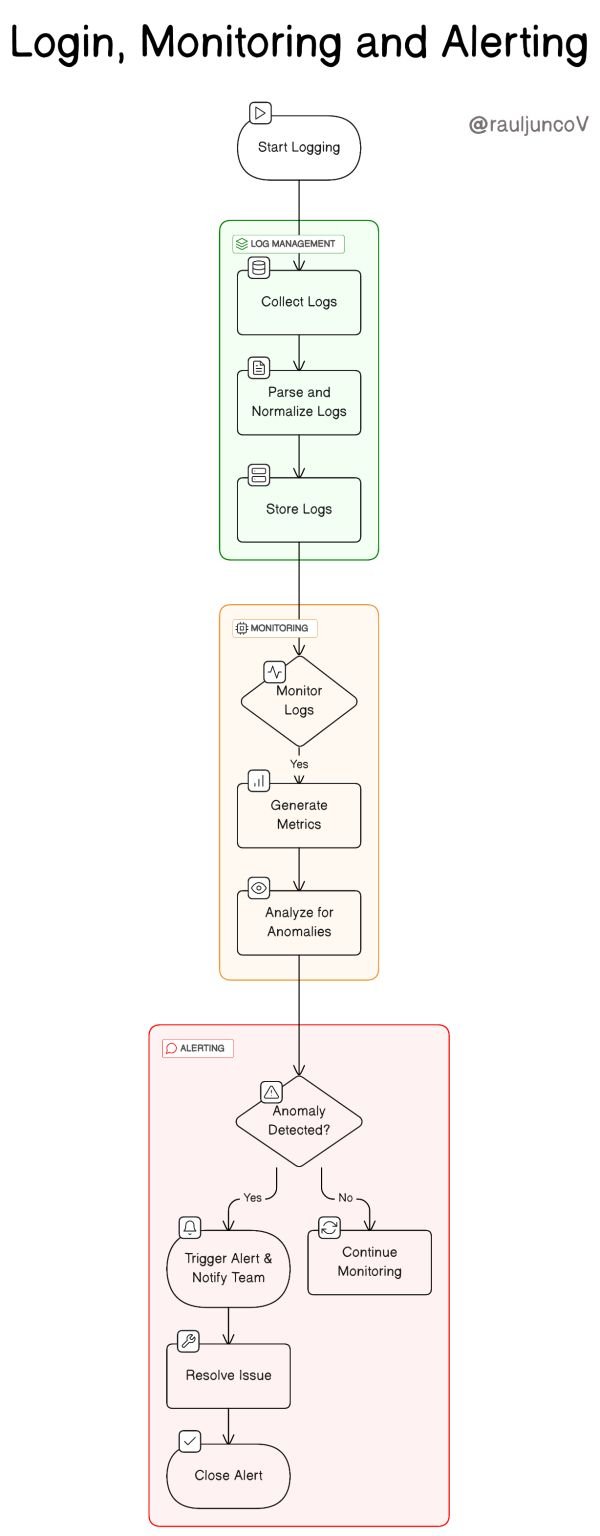 Login, Monitoring and Alerting
@rauljuncoV
Start Logging
LOG MANAGEMENT
Collect Logs
Parse and
Normalize Logs
Store Logs
MONITORING
Monitor
Logs
Yes
Generate
Metrics
Analyze for
Anomalies
ALERTING
Anomaly
Detected?
Yes
No
Trigger Alert &
Notify Team
Continue
Monitoring
Resolve Issue
Close Alert